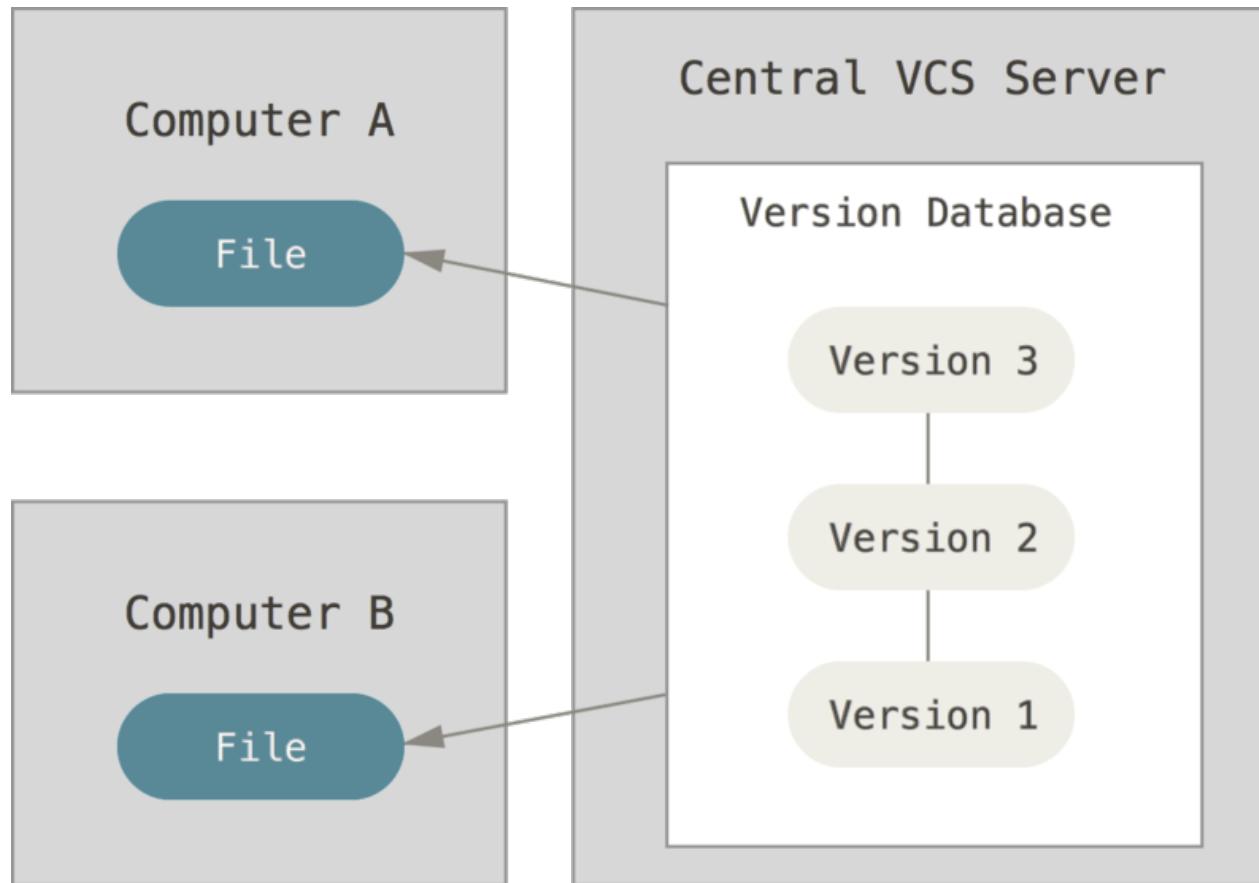 Computer A
File
Computer B
File
Central VCS Server
Version Database
Version 3
Version 2
Version 1